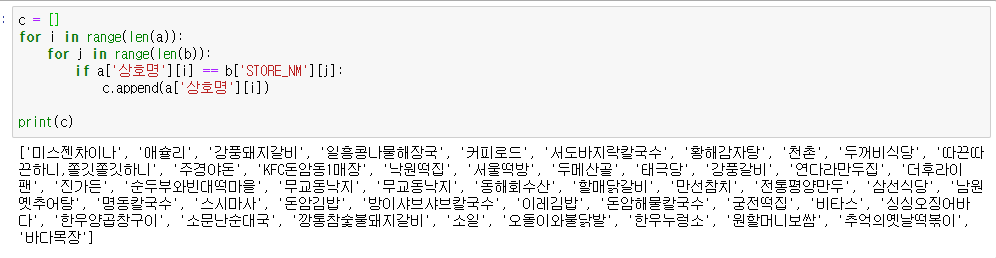 c = []
for i in range(len(a)):
    for j in range(len(b)):
        if a['상호명'][i] == b['STORE_NM'][j]:
            c.append(a['상호명'][i])
print(c)
['미스젠차이나', '애슐리', '강풍돼지갈비', '일흥콩나물해장국', '커피로드', '서도바지락칼국수', '황해감자탕', '천촌', '두꺼비식당', '따끈따
끈하니,쫄깃쫄깃하니', '주경야돈', 'KFC돈암동1매장', '낙원떡집', '서울떡방', '두메산골', '태극당', '강풍갈비', '연다라만두집', '더후라이
팬', '진가든', '순두부와빈대떡마을', '무교동낙지', '무교동낙지', '동해회수산', '할매닭갈비', '만선참치', '전통평양만두', '삼선식당', '남원
옛추어탕', '명동칼국수', '스시마사', '돈암김밥', '방이샤브샤브칼국수', '이레김밥', '돈암해물칼국수', '궁전떡집', '비타스', '싱싱오징어바
다', '한우양곱창구이', '소문난순대국', '깡통참숯불돼지갈비', '소일', '오돌이와불닭발', '한우누렁소', '원할머니보쌈', '추억의옛날떡볶이',
'바다목장']